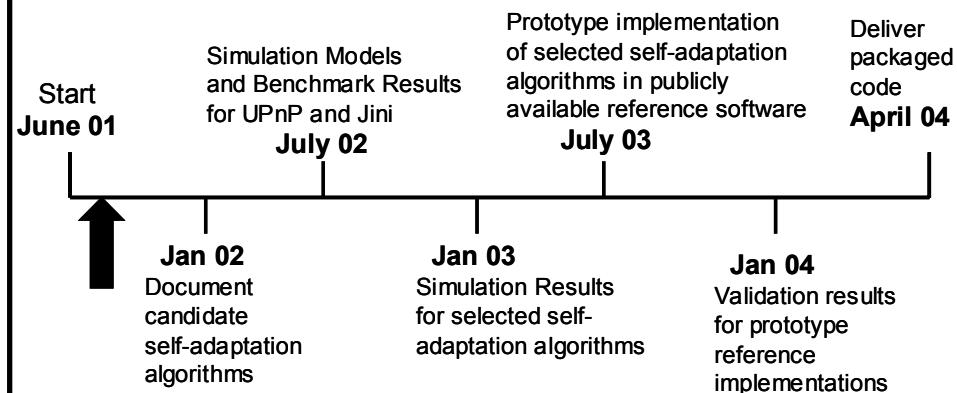 Start
June 01
Simulation Models
and Benchmark Results
for UPnP and Jini
July 02
Prototype implementation
of selected self-adaptation
algorithms in publicly
available reference software
July 03
Deliver
packaged
code
April 04
Jan 02
Document
candidate
self-adaptation
algorithms
Jan 03
Simulation Results
for selected self-
adaptation algorithms
Jan 04
Validation results
for prototype
reference
implementations